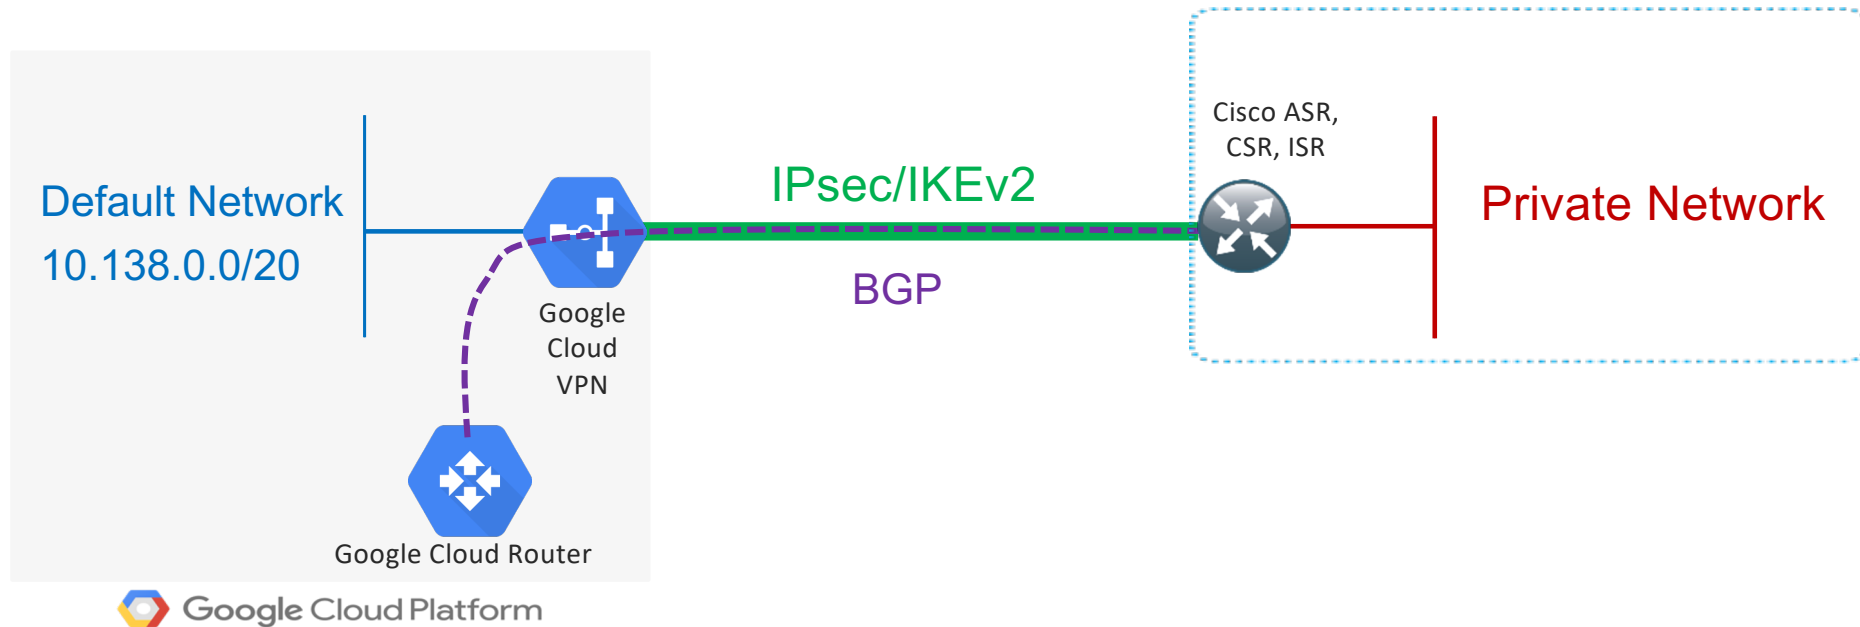 Default Network
10.138.0.0/20
Google
Cloud
VPN
Google Cloud Router
Google Cloud Platform
IPsec/IKEv2
BGP
Cisco ASR,
CSR, ISR
Private Network